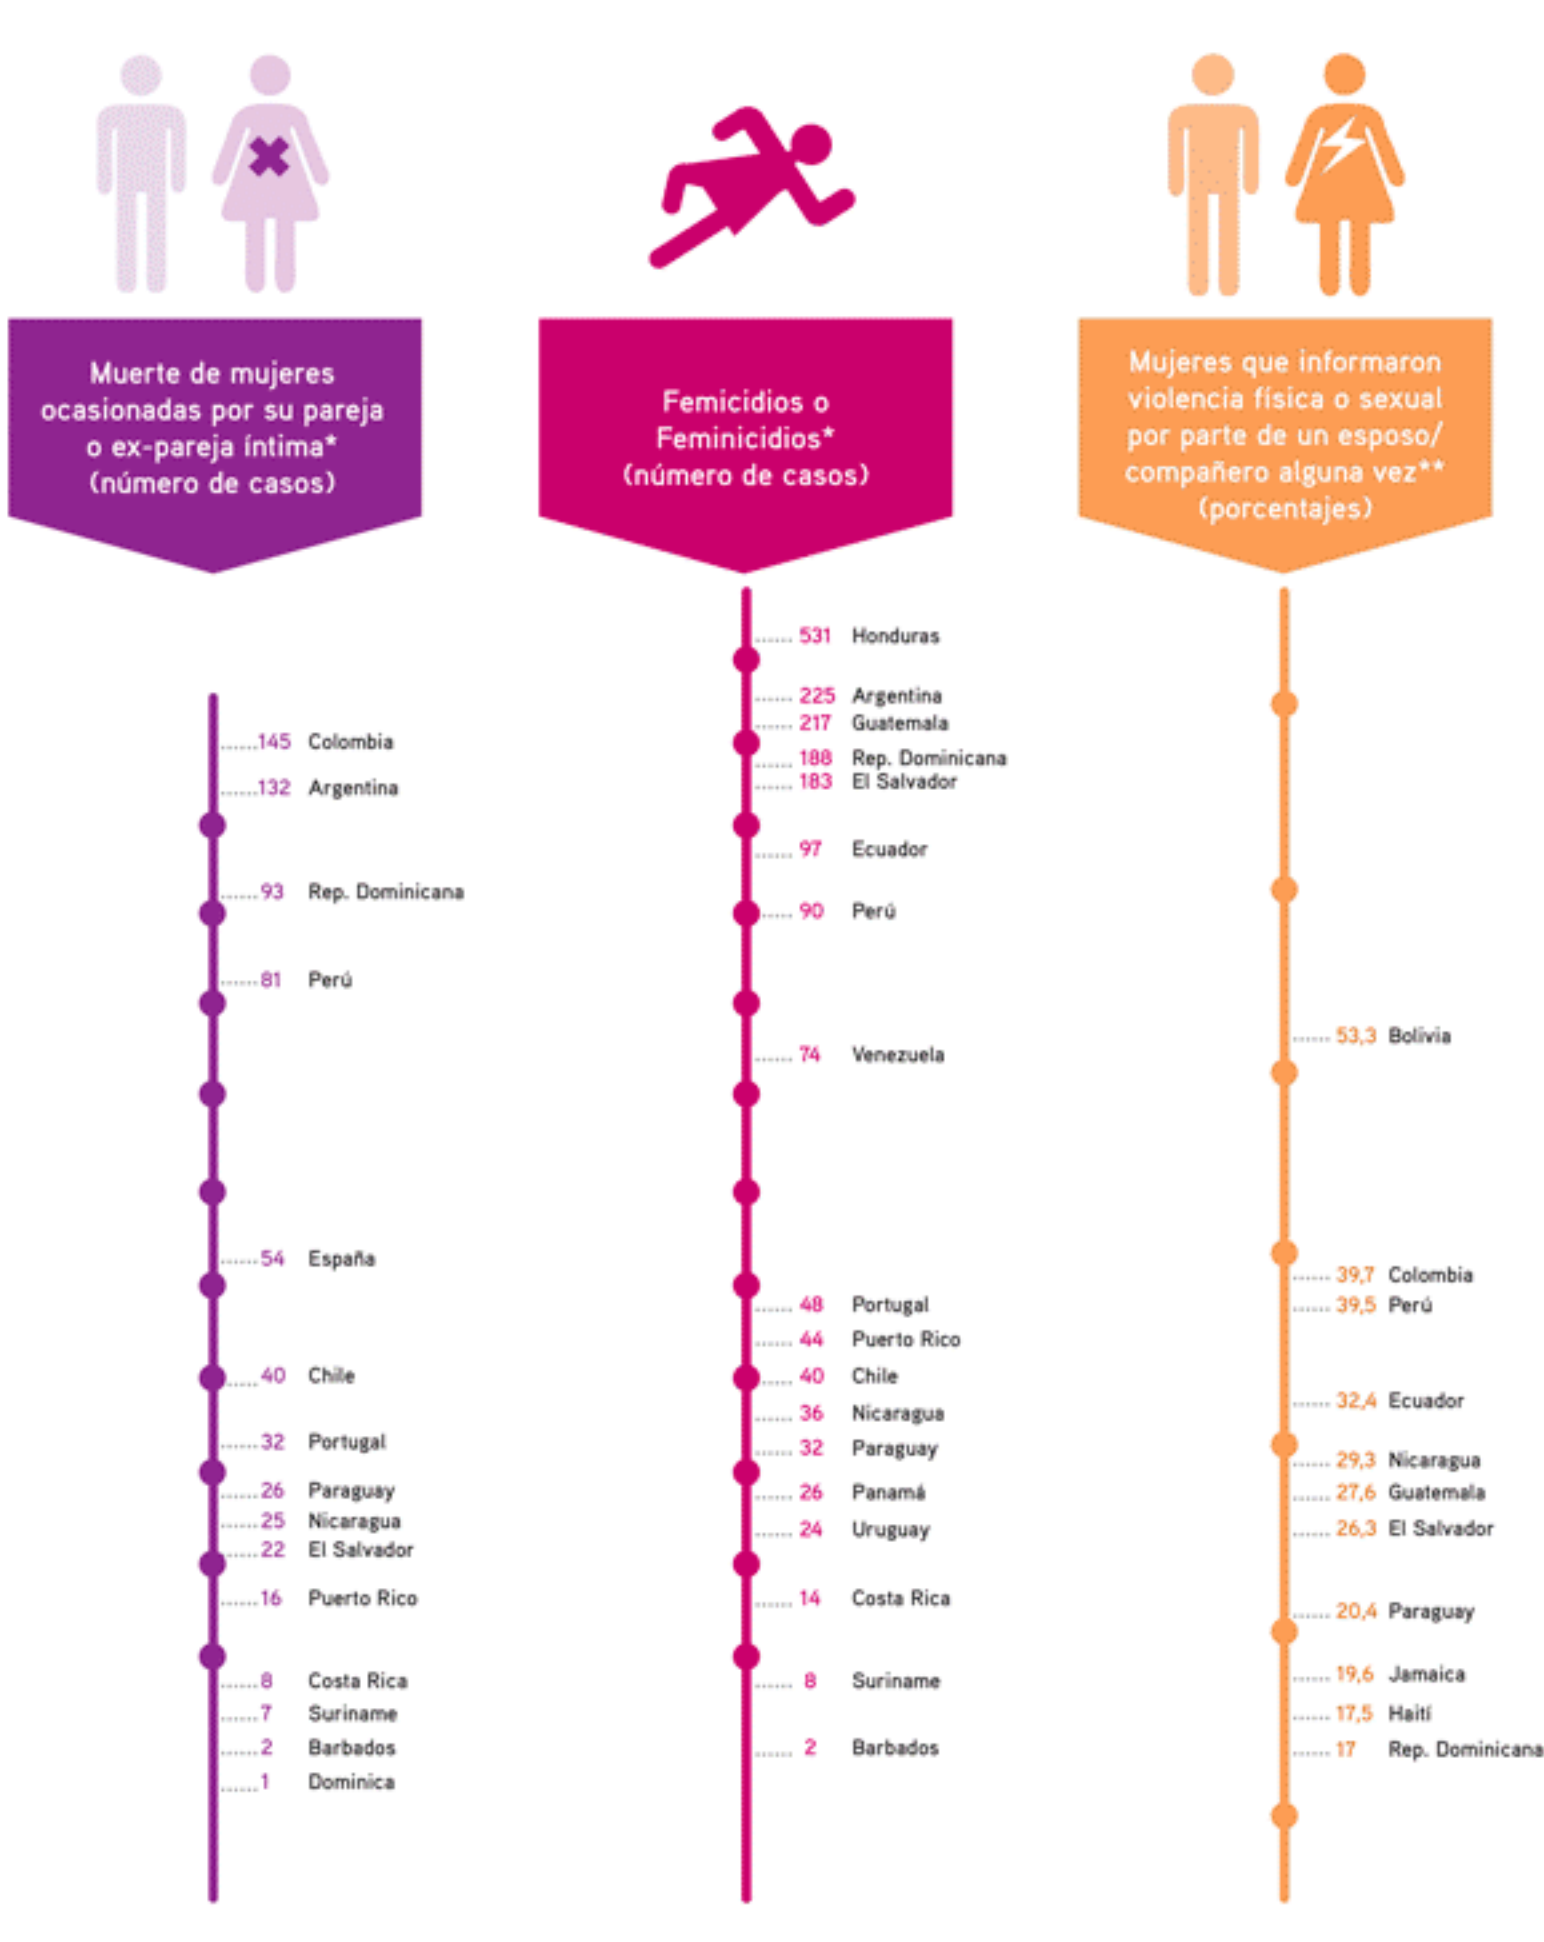 Muerte de mujeres
ocasionadas por su pareja
o ex-pareja íntima*
(número de casos)
145 Colombia
132 Argentina
93 Rep. Dominicana
81 Perú
54 España
40 Chile
32 Portugal
26 Paraguay
25 Nicaragua
22 El Salvador
16 Puerto Rico
8 Costa Rica
7 Suriname
2 Barbados
1 Dominica
Femicidios o
Feminicidios*
(número de casos)
531 Honduras
225 Argentina
217 Guatemala
188 Rep. Dominicana
183 El Salvador
97 Ecuador
90 Perú
74 Venezuela
48 Portugal
44 Puerto Rico
40 Chile
36 Nicaragua
32 Paraguay
26 Panamá
24 Uruguay
14 Costa Rica
8 Suriname
2 Barbados
Mujeres que informaron
violencia física o sexual
por parte de un esposo/
compañero alguna vez**
(porcentajes)
53,3 Bolivia
39,7 Colombia
39,5 Perú
32,4 Ecuador
29,3 Nicaragua
27,6 Guatemala
26,3 El Salvador
20,4 Paraguay
19,6 Jamaica
17,5 Haití
17 Rep. Dominicana